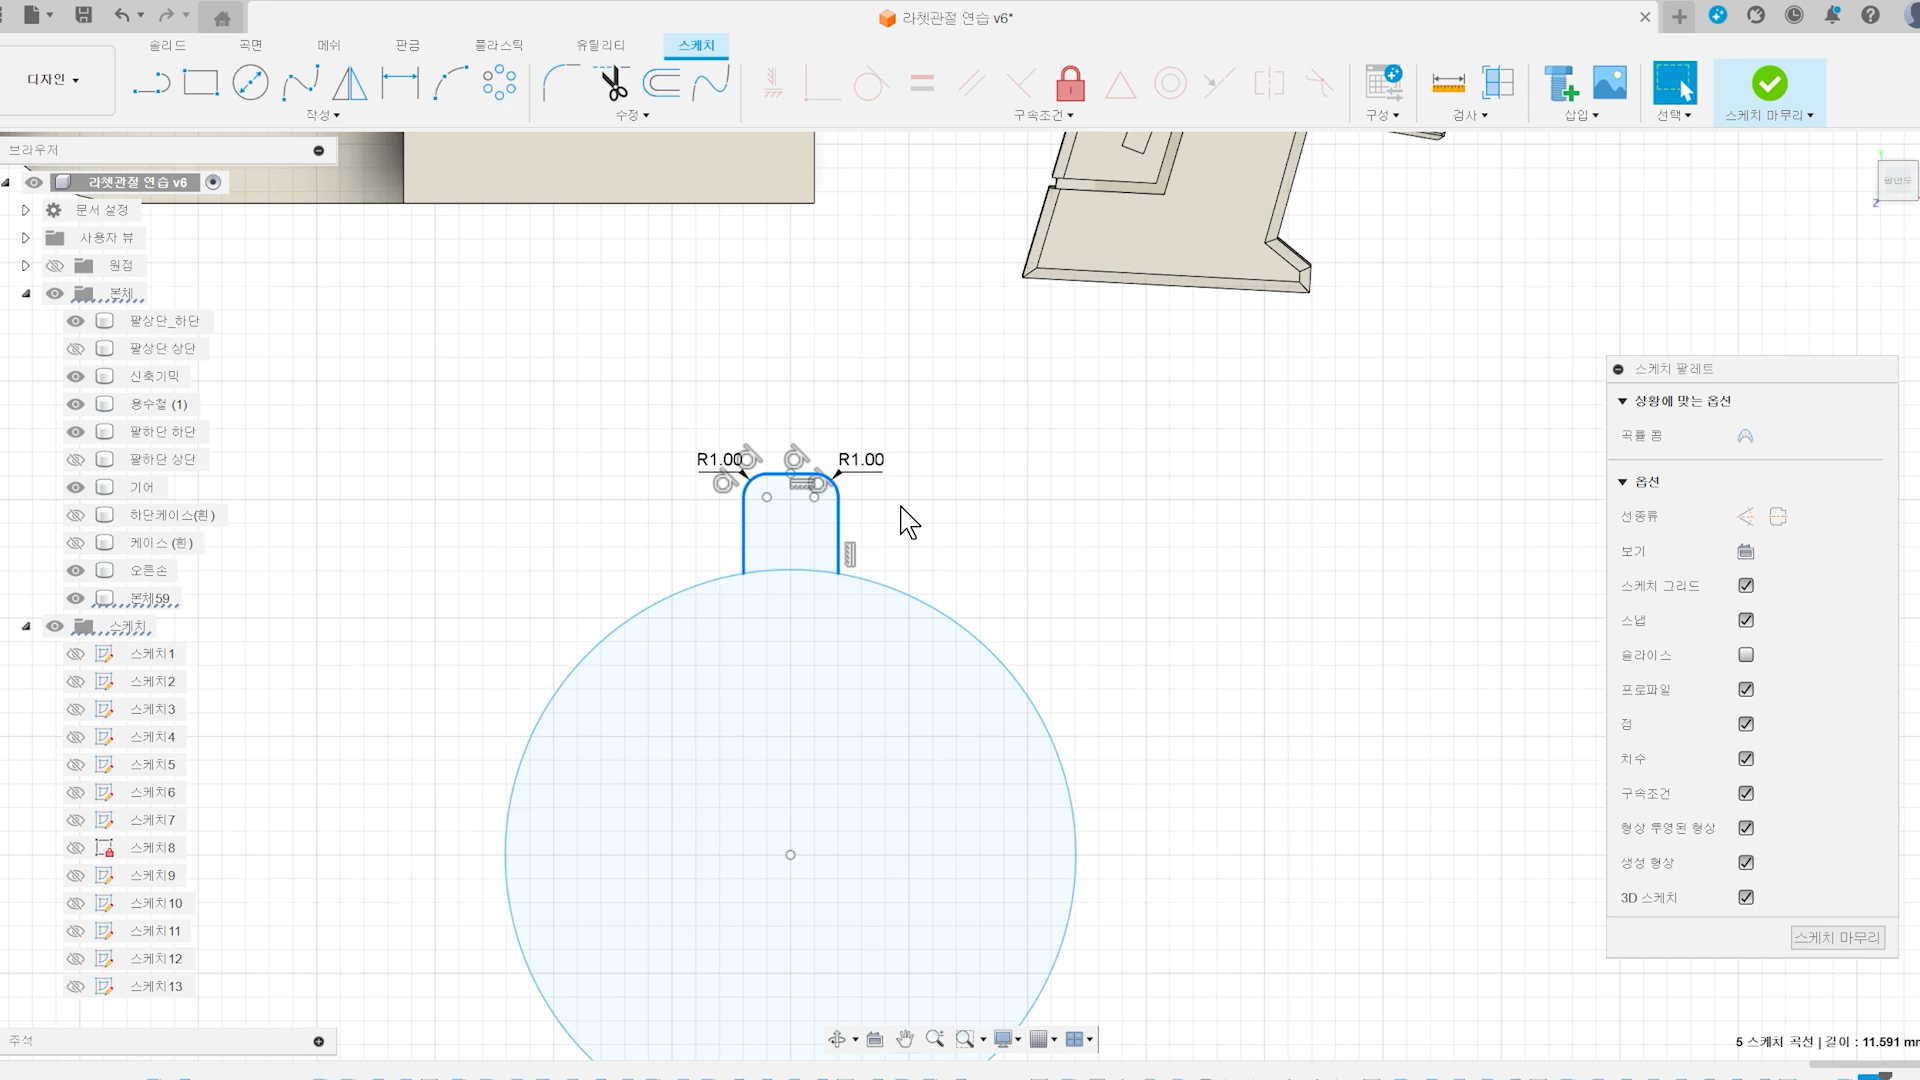 라쳇관절 연습 v6*
솔리드 곡면 메쉬 판금 플라스틱 유틸리티 스케치
디자인 ▾
작성 ▾ 수정 ▾ 구속조건 ▾ 구성 ▾ 검사 ▾ 삽입 ▾ 선택 ▾ 스케치 마무리 ▾
브라우저
라쳇관절 연습 v6
문서 설정
사용자 뷰
원점
본체
팔상단_하단
팔상단 상단
신축기믹
용수철 (1)
팔하단 하단
팔하단 상단
기어
하단케이스(흰)
케이스 (흰)
오른손
본체59
스케치
스케치1
스케치2
스케치3
스케치4
스케치5
스케치6
스케치7
스케치8
스케치9
스케치10
스케치11
스케치12
스케치13
주석
R1.00 R1.00
Y
Z
스케치 팔레트
상황에 맞는 옵션
곡률 콤
옵션
선종류
보기
스케치 그리드
스냅
슬라이스
프로파일
점
치수
구속조건
형상 투영된 형상
생성 형상
3D 스케치
스케치 마무리
5 스케치 곡선 | 길이 : 11.591 mm